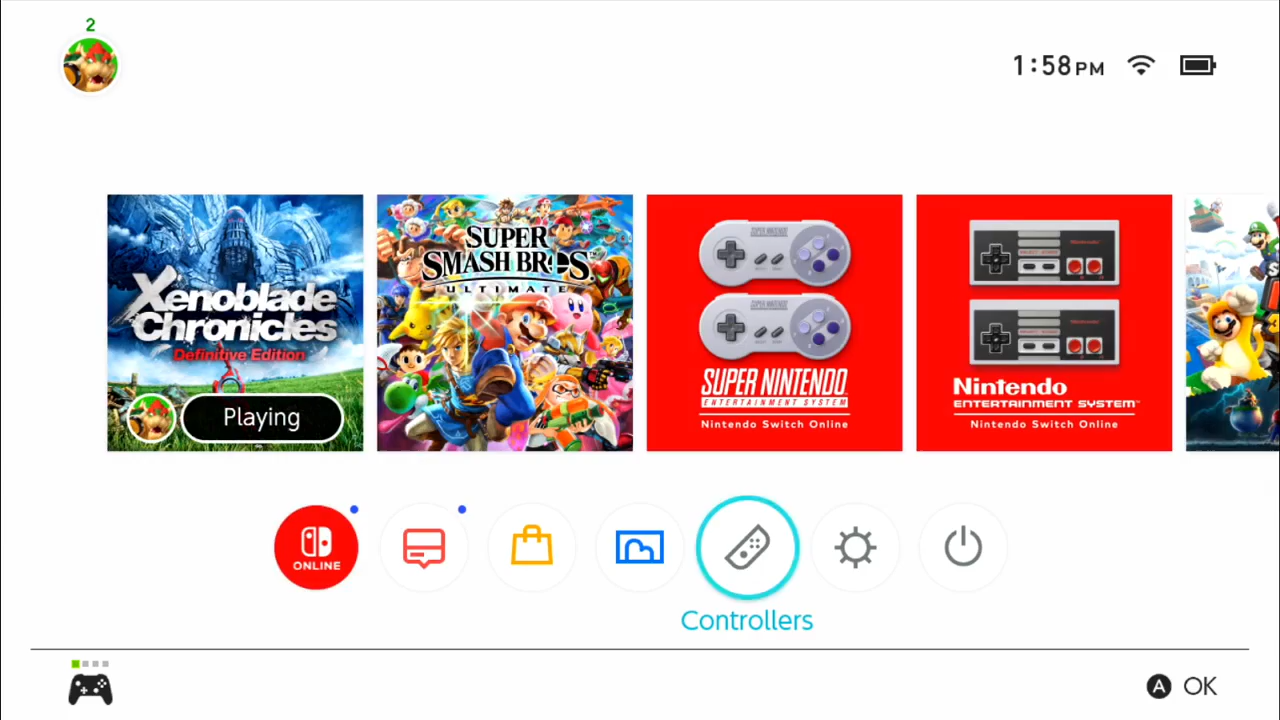 2
1:58 PM
Xenoblade
Chronicles
Definitive Edition
Playing
SUPER
SMASH BROS.
ULTIMATE
SUPER NINTENDO
ENTERTAINMENT SYSTEM
Nintendo Switch Online
Nintendo
ENTERTAINMENT SYSTEM™
Nintendo Switch Online
ONLINE
Controllers
A OK